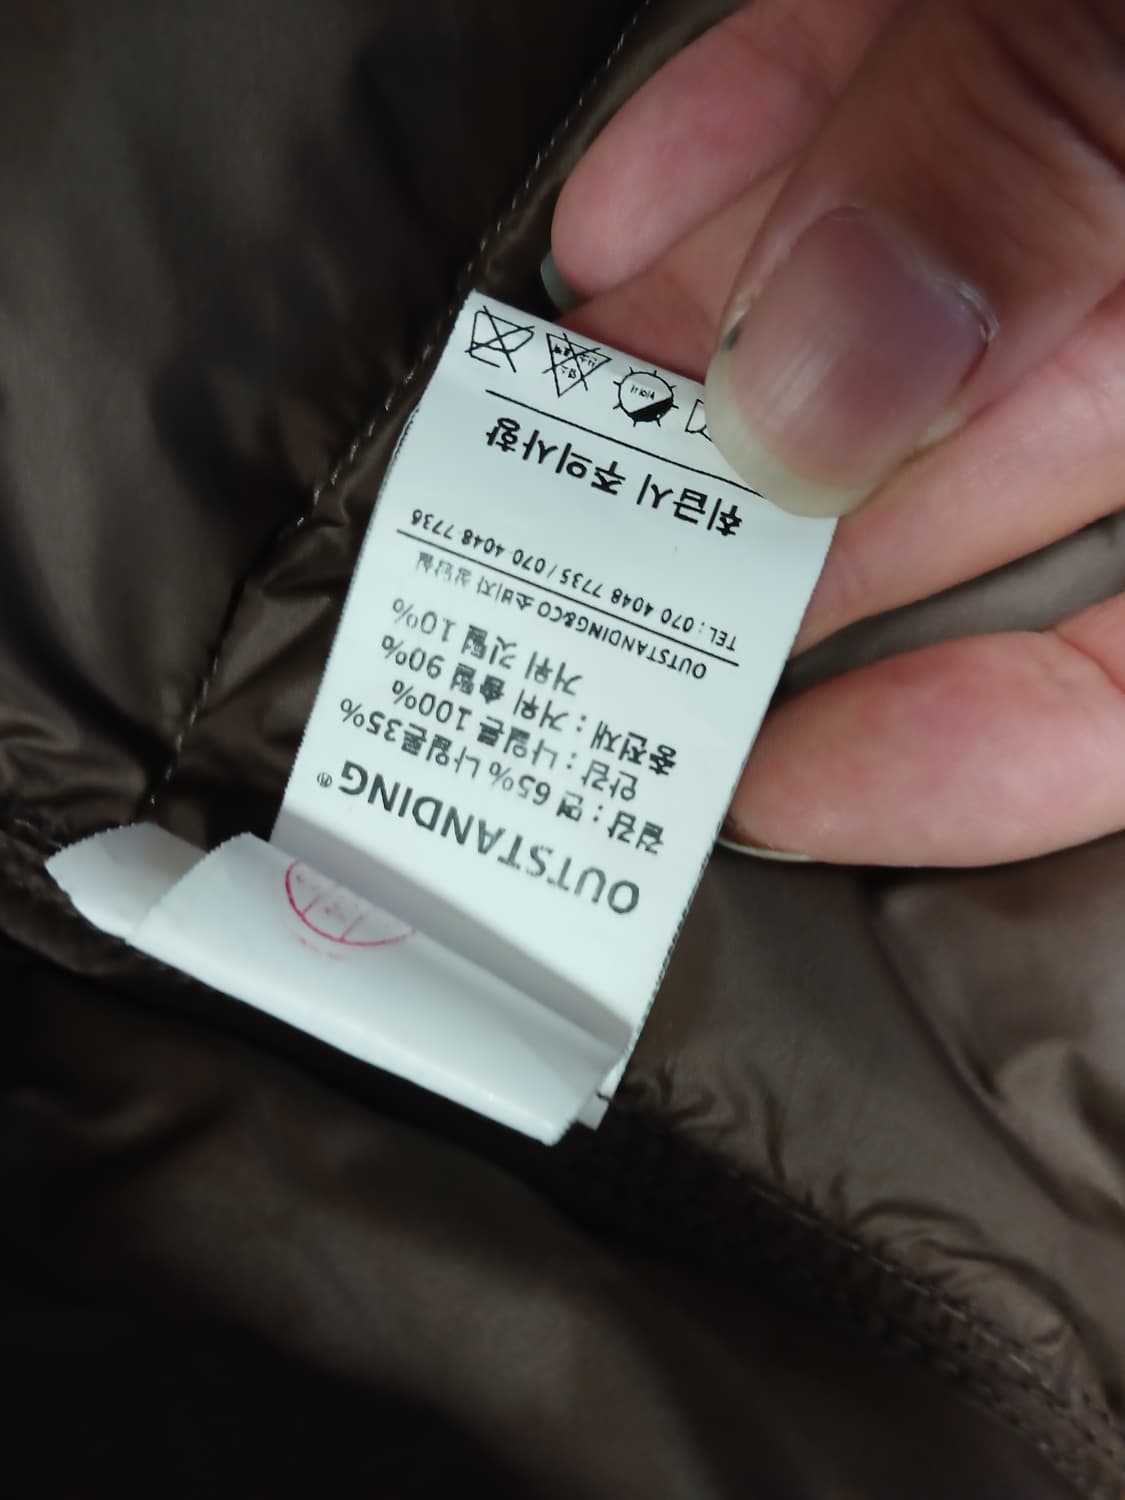 OUTSTANDING®
겉감 : 면 65% 나일론35%
안감 : 나일론 100%
충전재 : 거위 솜털 90%
거위 깃털 10%
OUTSTANDING&CO 소비자 상담실
TEL : 070 4048 7735 / 070 4048 7736
취급시 주의사항